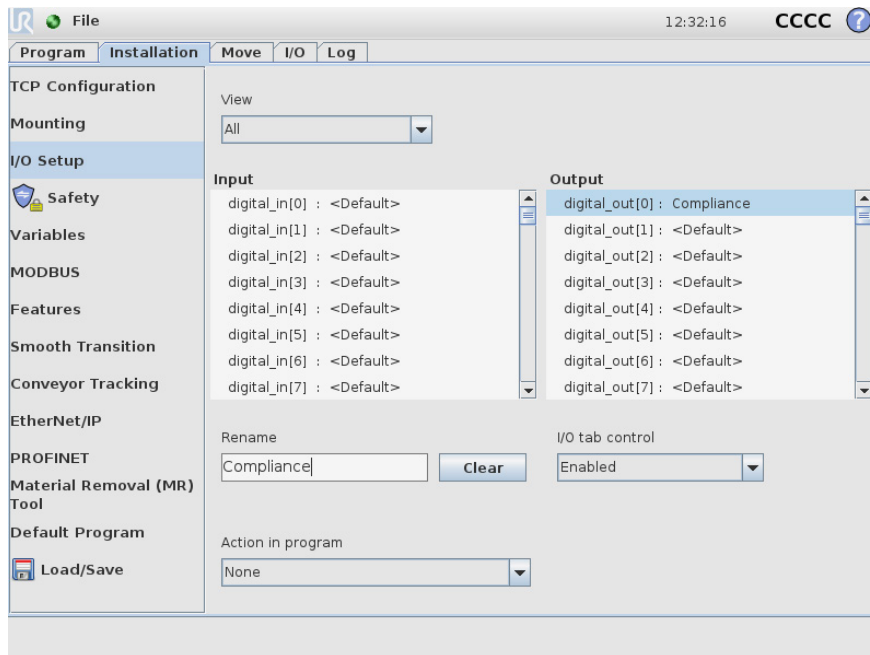 UR File 12:32:16 CCCC ?
Program Installation Move I/O Log
TCP Configuration
Mounting
I/O Setup
Safety
Variables
MODBUS
Features
Smooth Transition
Conveyor Tracking
EtherNet/IP
PROFINET
Material Removal (MR)
Tool
Default Program
Load/Save
View
All
Input
digital_in[0] : <Default>
digital_in[1] : <Default>
digital_in[2] : <Default>
digital_in[3] : <Default>
digital_in[4] : <Default>
digital_in[5] : <Default>
digital_in[6] : <Default>
digital_in[7] : <Default>
Output
digital_out[0] : Compliance
digital_out[1] : <Default>
digital_out[2] : <Default>
digital_out[3] : <Default>
digital_out[4] : <Default>
digital_out[5] : <Default>
digital_out[6] : <Default>
digital_out[7] : <Default>
Rename
Compliance Clear
I/O tab control
Enabled
Action in program
None